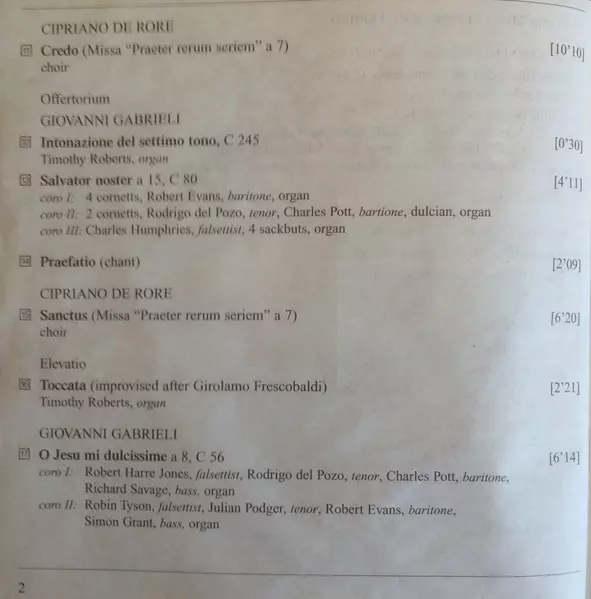 CIPRIANO DE RORE
11 Credo (Missa "Praeter rerum seriem" a 7) [10'10]
choir
Offertorium
GIOVANNI GABRIELI
12 Intonazione del settimo tono, C 245 [0'30]
Timothy Roberts, organ
13 Salvator noster a 15, C 80 [4'11]
coro I: 4 cornetts, Robert Evans, baritone, organ
coro II: 2 cornetts, Rodrigo del Pozo, tenor, Charles Pott, bartione, dulcian, organ
coro III: Charles Humphries, falsettist, 4 sackbuts, organ
14 Praefatio (chant) [2'09]
CIPRIANO DE RORE
15 Sanctus (Missa "Praeter rerum seriem" a 7) [6'20]
choir
Elevatio
16 Toccata (improvised after Girolamo Frescobaldi) [2'21]
Timothy Roberts, organ
GIOVANNI GABRIELI
17 O Jesu mi dulcissime a 8, C 56 [6'14]
coro I: Robert Harre Jones, falsettist, Rodrigo del Pozo, tenor, Charles Pott, baritone,
Richard Savage, bass, organ
coro II: Robin Tyson, falsettist, Julian Podger, tenor, Robert Evans, baritone,
Simon Grant, bass, organ
2